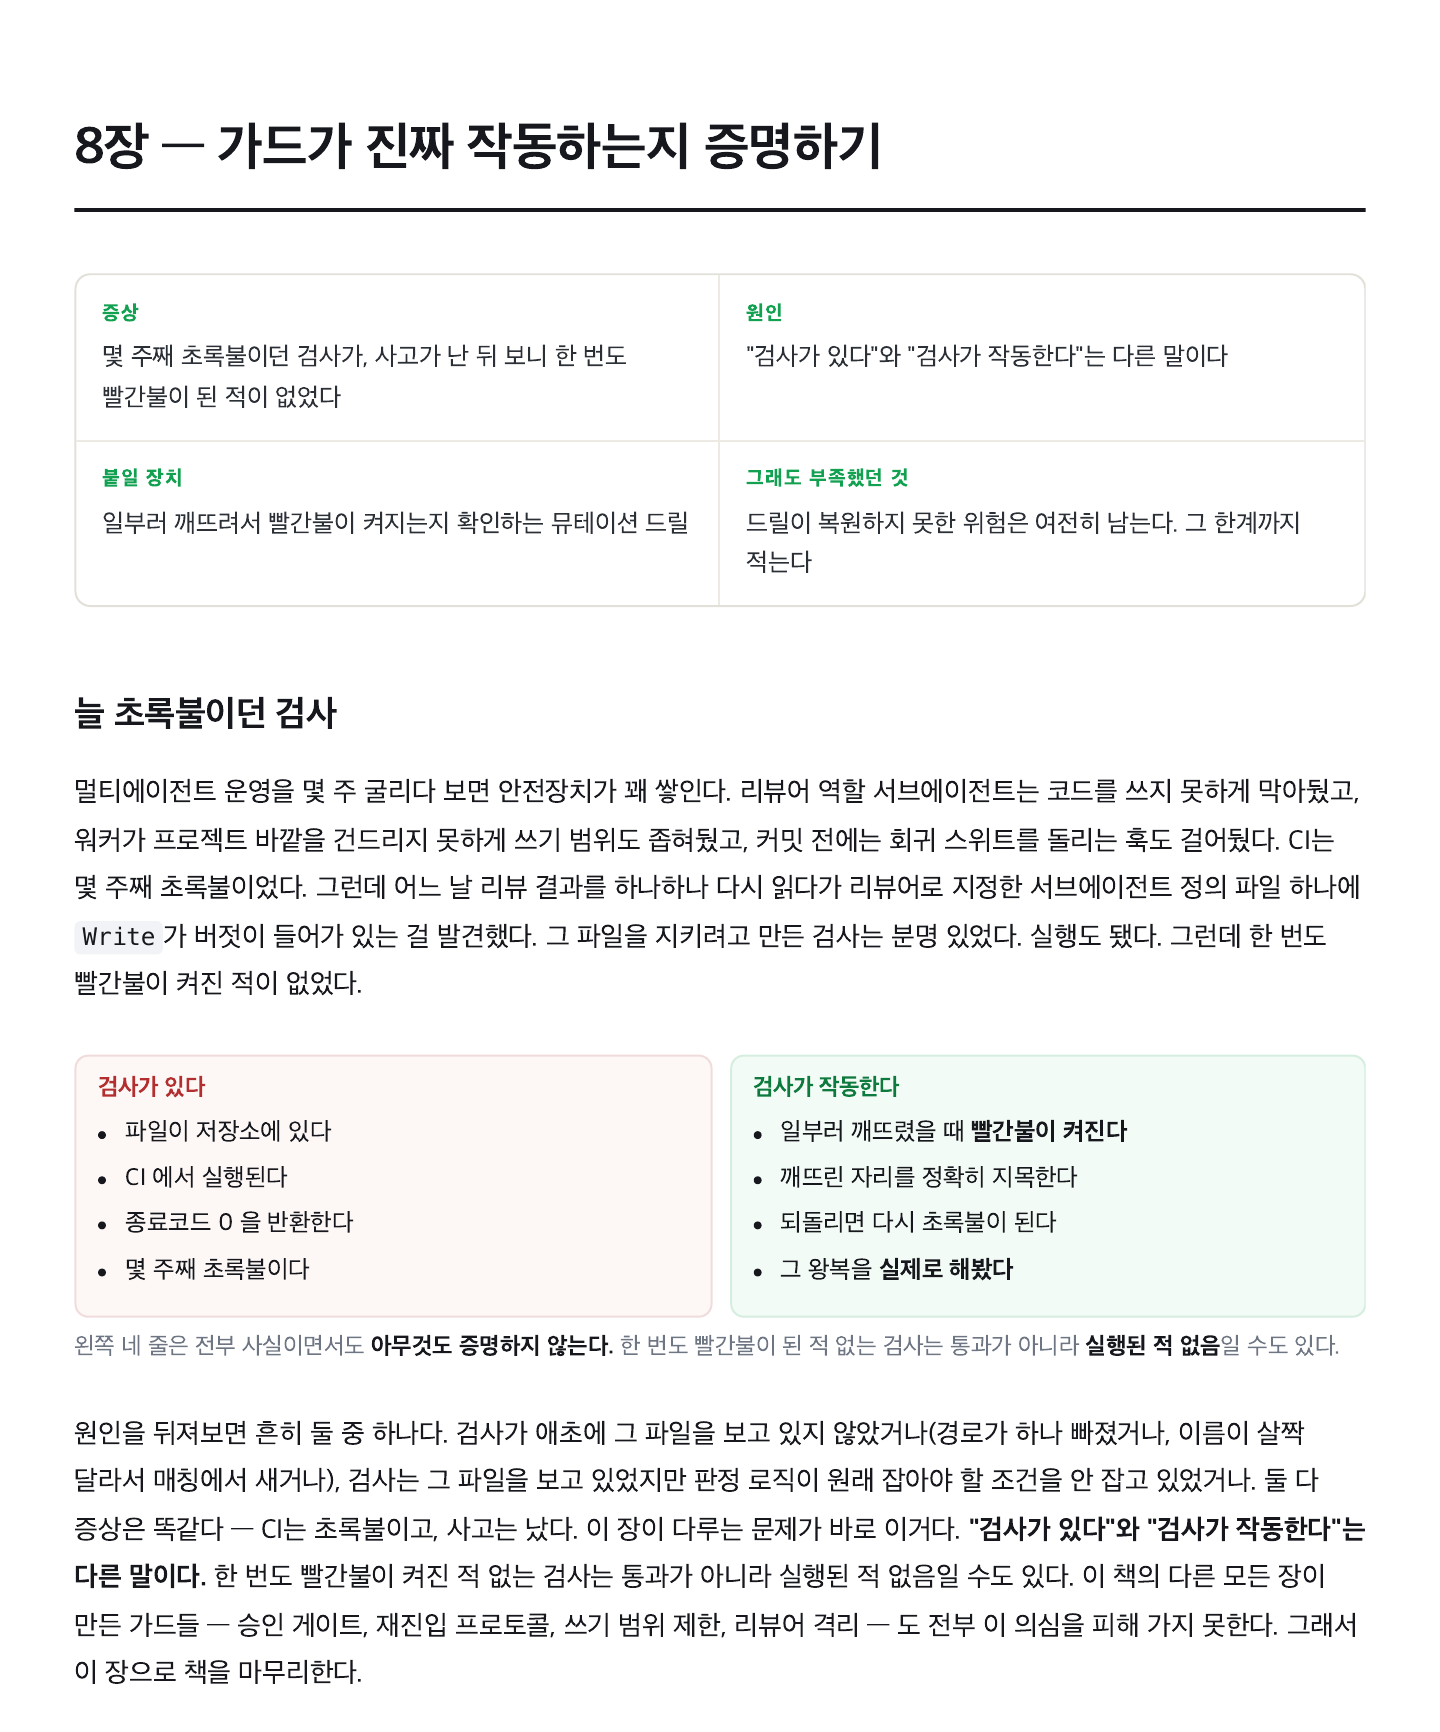 8장 — 가드가 진짜 작동하는지 증명하기
증상
몇 주째 초록불이던 검사가, 사고가 난 뒤 보니 한 번도
빨간불이 된 적이 없었다
원인
"검사가 있다"와 "검사가 작동한다"는 다른 말이다
붙일 장치
일부러 깨뜨려서 빨간불이 켜지는지 확인하는 뮤테이션 드릴
그래도 부족했던 것
드릴이 복원하지 못한 위험은 여전히 남는다. 그 한계까지
적는다
늘 초록불이던 검사
멀티에이전트 운영을 몇 주 굴리다 보면 안전장치가 꽤 쌓인다. 리뷰어 역할 서브에이전트는 코드를 쓰지 못하게 막아뒀고,
워커가 프로젝트 바깥을 건드리지 못하게 쓰기 범위도 좁혀뒀고, 커밋 전에는 회귀 스위트를 돌리는 훅도 걸어뒀다. CI는
몇 주째 초록불이었다. 그런데 어느 날 리뷰 결과를 하나하나 다시 읽다가 리뷰어로 지정한 서브에이전트 정의 파일 하나에
Write가 버젓이 들어가 있는 걸 발견했다. 그 파일을 지키려고 만든 검사는 분명 있었다. 실행도 됐다. 그런데 한 번도
빨간불이 켜진 적이 없었다.
검사가 있다
• 파일이 저장소에 있다
• CI 에서 실행된다
• 종료코드 0 을 반환한다
• 몇 주째 초록불이다
검사가 작동한다
• 일부러 깨뜨렸을 때 빨간불이 켜진다
• 깨뜨린 자리를 정확히 지목한다
• 되돌리면 다시 초록불이 된다
• 그 왕복을 실제로 해봤다
왼쪽 네 줄은 전부 사실이면서도 아무것도 증명하지 않는다. 한 번도 빨간불이 된 적 없는 검사는 통과가 아니라 실행된 적 없음일 수도 있다.
원인을 뒤져보면 흔히 둘 중 하나다. 검사가 애초에 그 파일을 보고 있지 않았거나(경로가 하나 빠졌거나, 이름이 살짝
달라서 매칭에서 새거나), 검사는 그 파일을 보고 있었지만 판정 로직이 원래 잡아야 할 조건을 안 잡고 있었거나. 둘 다
증상은 똑같다 — CI는 초록불이고, 사고는 났다. 이 장이 다루는 문제가 바로 이거다. "검사가 있다"와 "검사가 작동한다"는
다른 말이다. 한 번도 빨간불이 켜진 적 없는 검사는 통과가 아니라 실행된 적 없음일 수도 있다. 이 책의 다른 모든 장이
만든 가드들 — 승인 게이트, 재진입 프로토콜, 쓰기 범위 제한, 리뷰어 격리 — 도 전부 이 의심을 피해 가지 못한다. 그래서
이 장으로 책을 마무리한다.